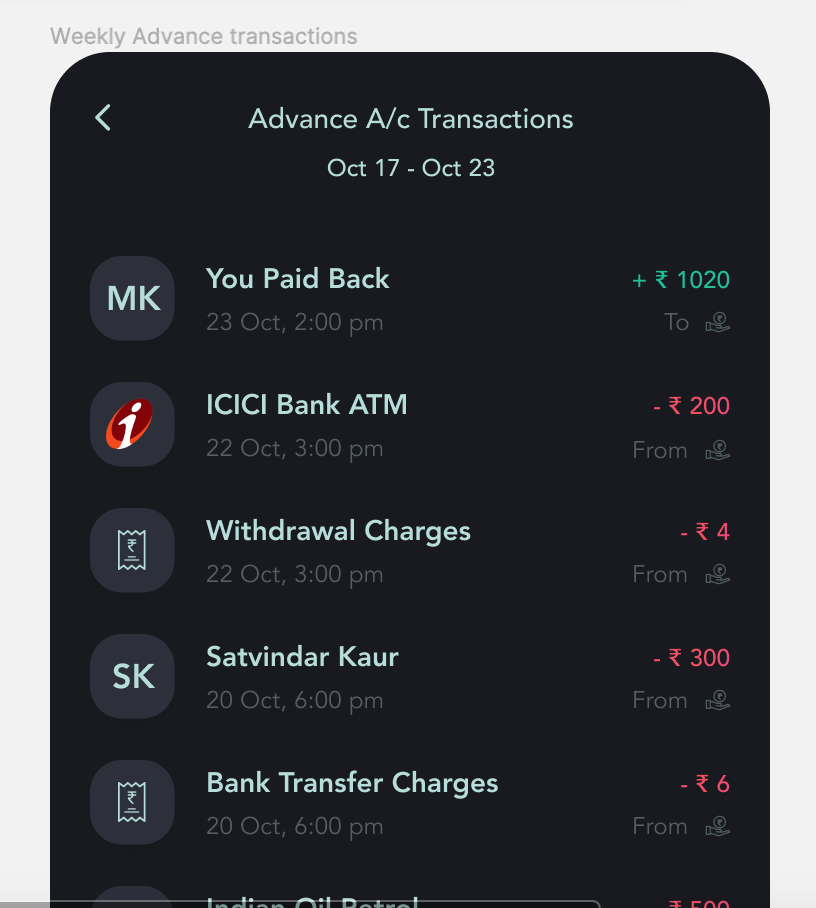 Weekly Advance transactions
Advance A/c Transactions
Oct 17 - Oct 23
MK
You Paid Back
+ ₹ 1020
23 Oct, 2:00 pm
To
ICICI Bank ATM
- ₹ 200
22 Oct, 3:00 pm
From
Withdrawal Charges
- ₹ 4
22 Oct, 3:00 pm
From
SK
Satvindar Kaur
- ₹ 300
20 Oct, 6:00 pm
From
Bank Transfer Charges
- ₹ 6
20 Oct, 6:00 pm
From
Indian Oil Petrol
₹ 500